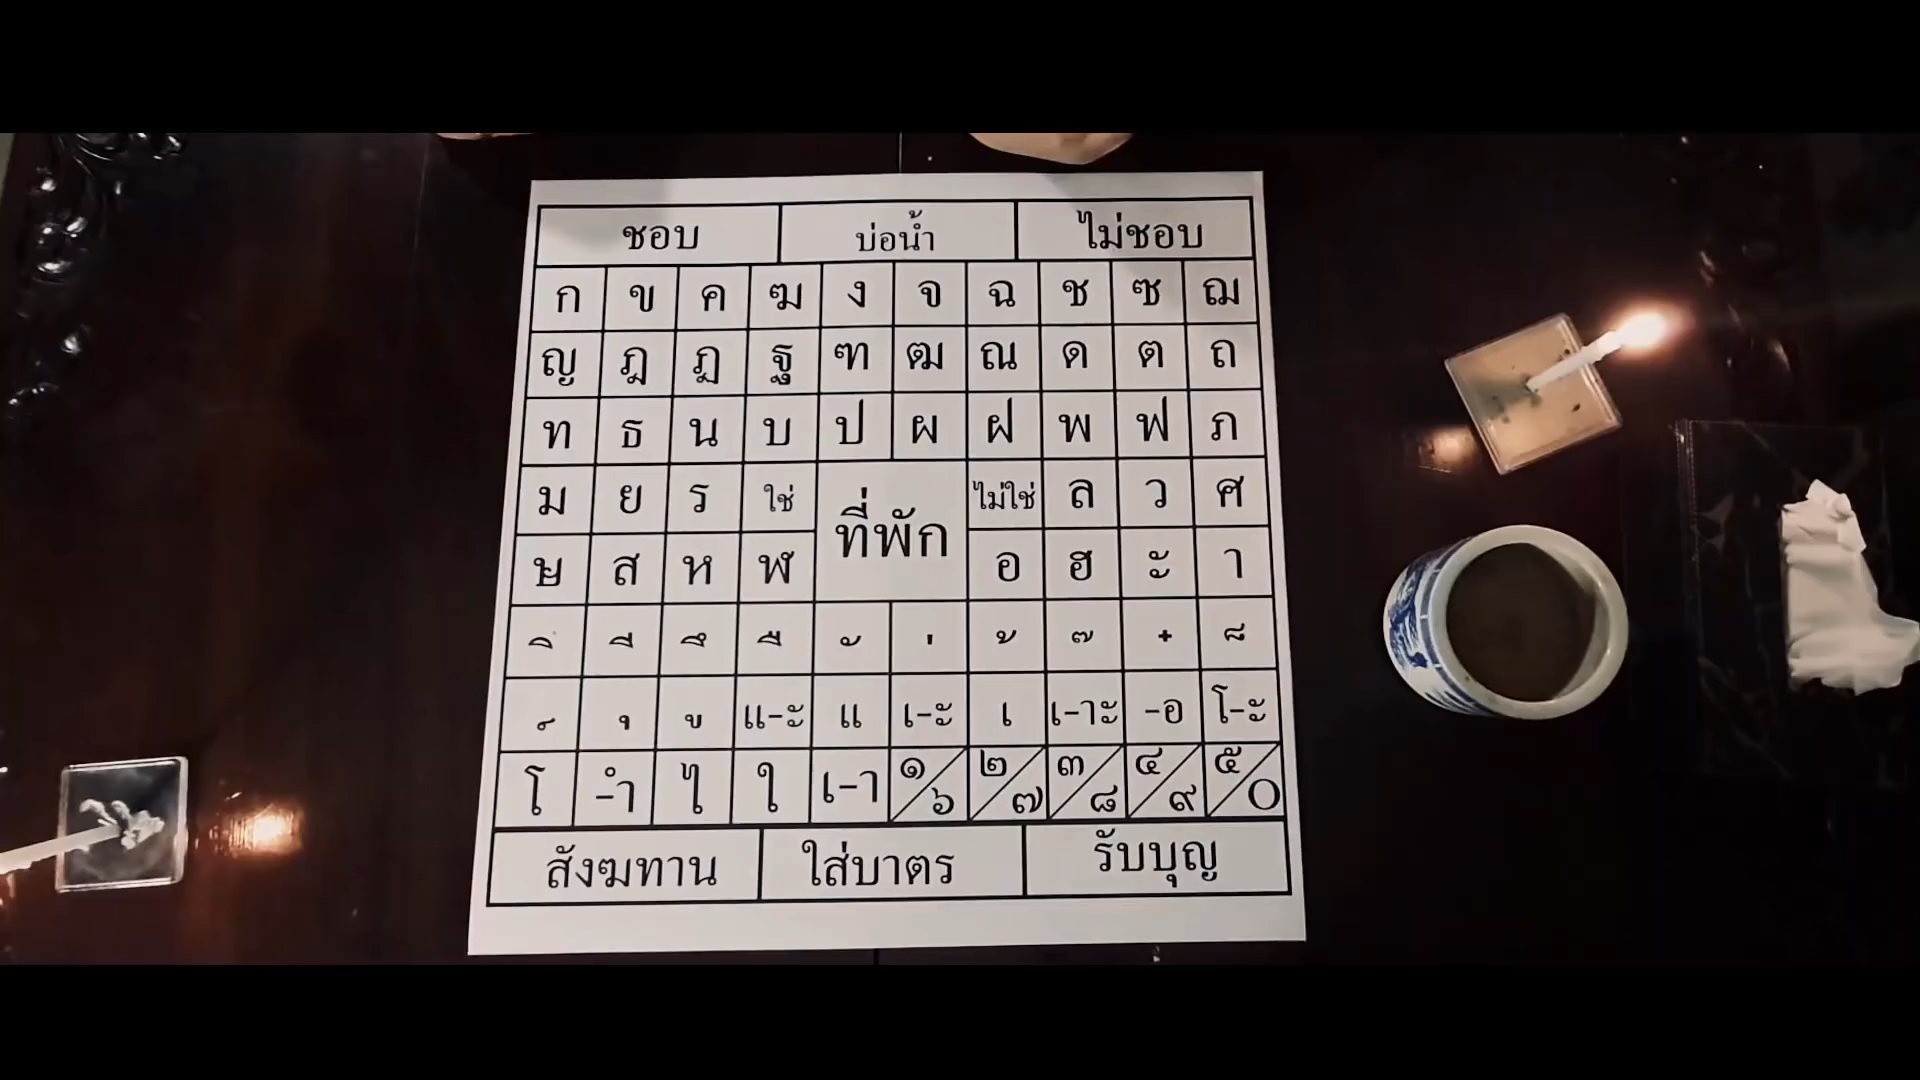 ชอบ บ่อน้ำ ไม่ชอบ
ก ข ค ฆ ง จ ฉ ช ซ ฌ
ญ ฎ ฏ ฐ ฑ ฒ ณ ด ต ถ
ท ธ น บ ป ผ ฝ พ ฟ ภ
ม ย ร ใช่ ที่พัก ไม่ใช่ ล ว ศ
ษ ส ห ฬ อ ฮ ะ า
ิ ี ึ ื ั ่ ้ ๊ ๋ ็
์ ุ ู แ-ะ แ เ-ะ เ เ-าะ -อ โ-ะ
โ -ำ ไ ใ เ-า ๑/๖ ๒/๗ ๓/๘ ๔/๙ ๕/๐
สังฆทาน ใส่บาตร รับบุญ